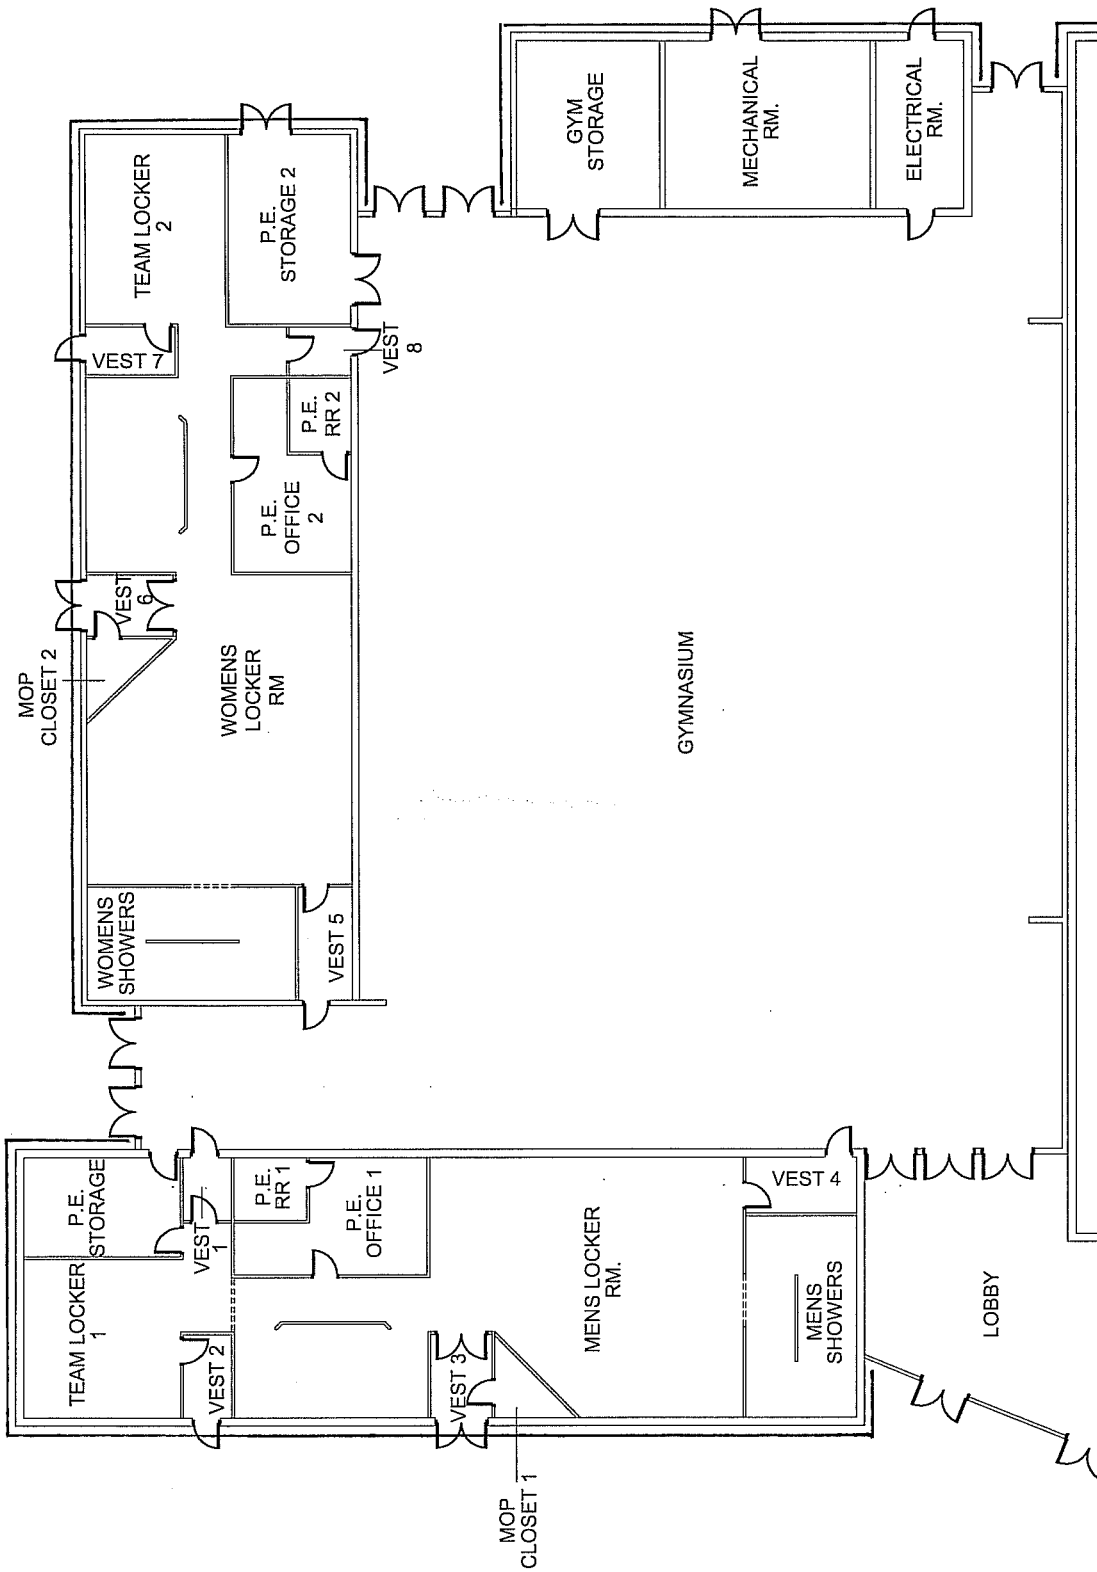 MOP
CLOSET 2
TEAM LOCKER
2
P.E.
STORAGE 2
VEST 7
VEST
8
P.E.
RR 2
P.E.
OFFICE
2
VEST
6
WOMENS
LOCKER
RM
WOMENS
SHOWERS
VEST 5
GYM
STORAGE
MECHANICAL
RM.
ELECTRICAL
RM.
GYMNASIUM
P.E.
STORAGE
TEAM LOCKER
1
VEST
1
P.E.
RR 1
P.E.
OFFICE 1
VEST 2
VEST 3
MENS LOCKER
RM.
VEST 4
MENS
SHOWERS
MOP
CLOSET 1
LOBBY